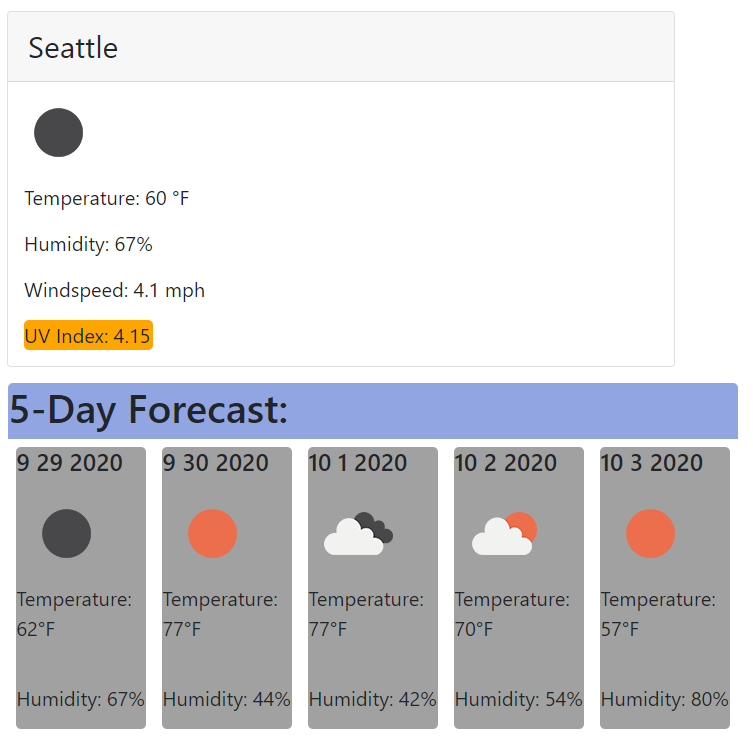 Seattle
Temperature: 60 °F
Humidity: 67%
Windspeed: 4.1 mph
UV Index: 4.15
5-Day Forecast:
9 29 2020
Temperature:
62°F
Humidity: 67%
9 30 2020
Temperature:
77°F
Humidity: 44%
10 1 2020
Temperature:
77°F
Humidity: 42%
10 2 2020
Temperature:
70°F
Humidity: 54%
10 3 2020
Temperature:
57°F
Humidity: 80%